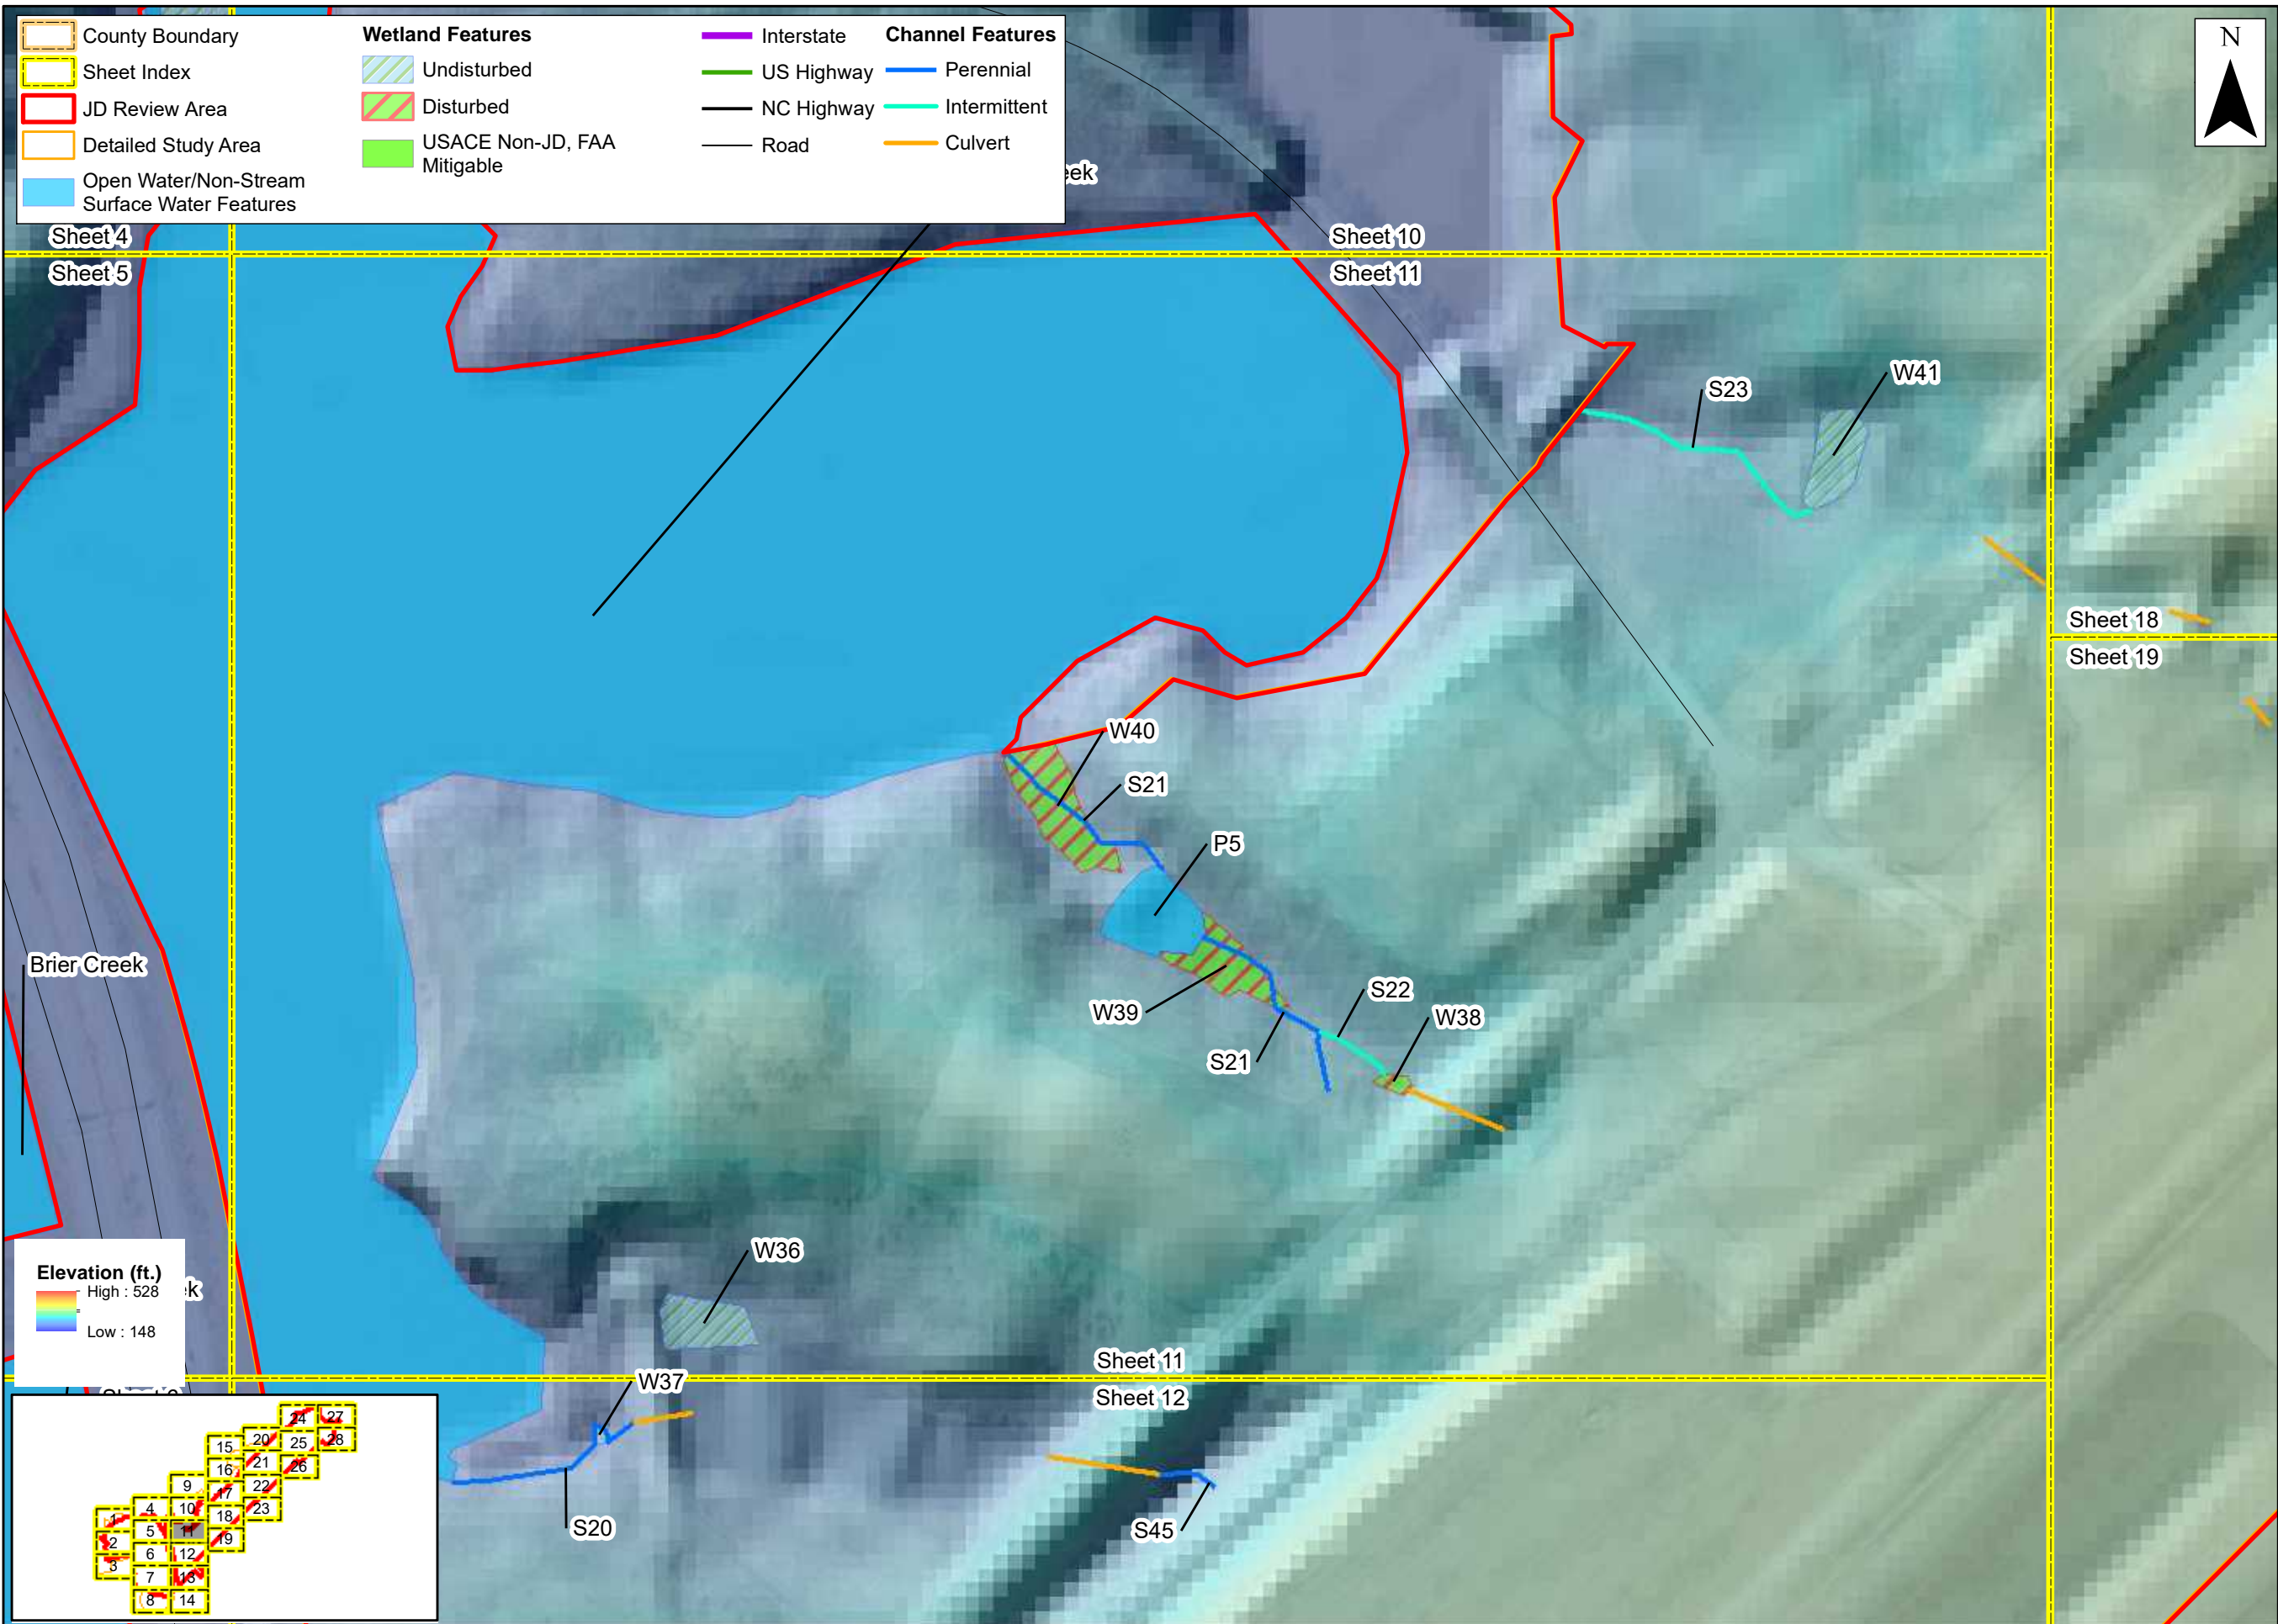 County Boundary
Sheet Index
JD Review Area
Detailed Study Area
Open Water/Non-Stream
Surface Water Features
Wetland Features
Undisturbed
Disturbed
USACE Non-JD, FAA
Mitigable
Interstate
US Highway
NC Highway
Road
Channel Features
Perennial
Intermittent
Culvert
N
eek
Sheet 4
Sheet 5
Sheet 10
Sheet 11
S23
W41
Sheet 18
Sheet 19
W40
S21
P5
Brier Creek
W39
S22
W38
S21
W36
Elevation (ft.)
High : 528
Low : 148
k
Sheet 11
Sheet 12
W37
S20
S45
24 27
15 20 25 28
16 21 26
9 17 22
4 10 18 23
1 5 11 19
2 6 12
3 7 13
8 14